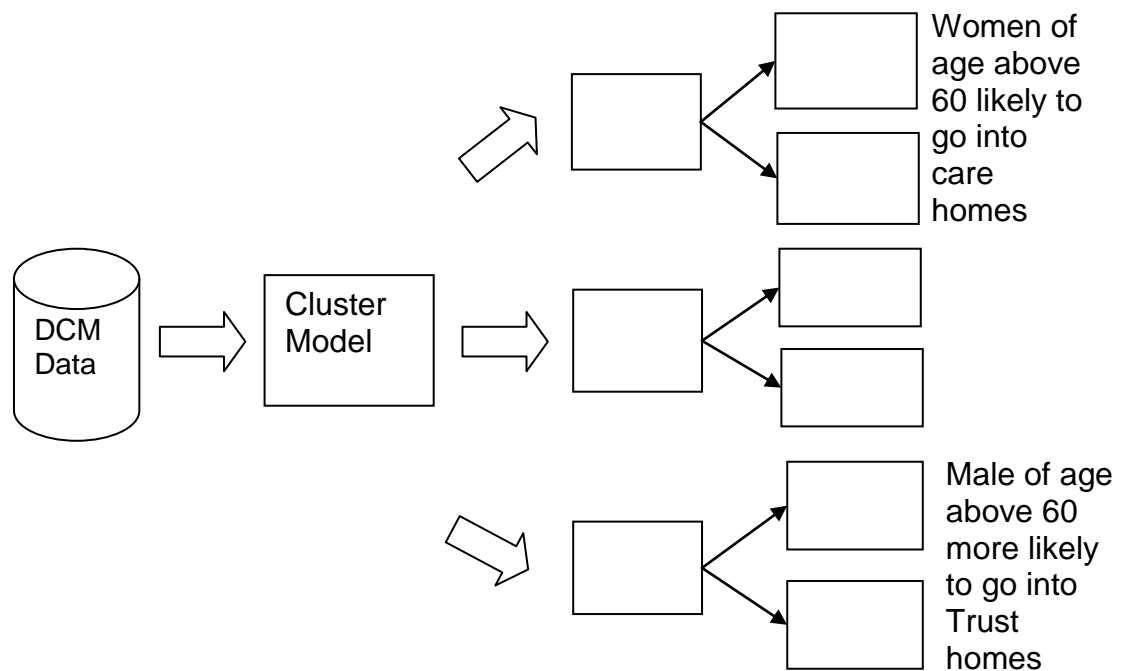 Women of
age above
60 likely to
go into
care
homes
DCM
Data
Cluster
Model
Male of age
above 60
more likely
to go into
Trust
homes